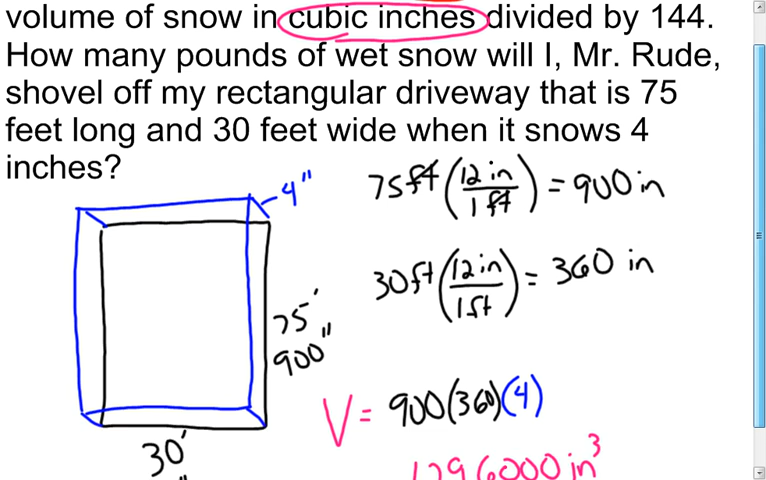 volume of snow in cubic inches divided by 144.
How many pounds of wet snow will I, Mr. Rude,
shovel off my rectangular driveway that is 75
feet long and 30 feet wide when it snows 4
inches?
4"
75ft (12 in / 1 ft) = 900 in
30ft (12 in / 1 ft) = 360 in
75'
900"
V = 900(360)(4)
30'
1296000 in³